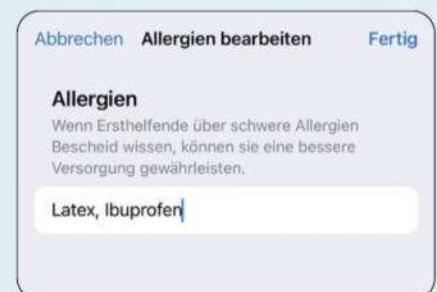 Abbrechen Allergien bearbeiten Fertig
Allergien
Wenn Ersthelfende über schwere Allergien
Bescheid wissen, können sie eine bessere
Versorgung gewährleisten.
Latex, Ibuprofen